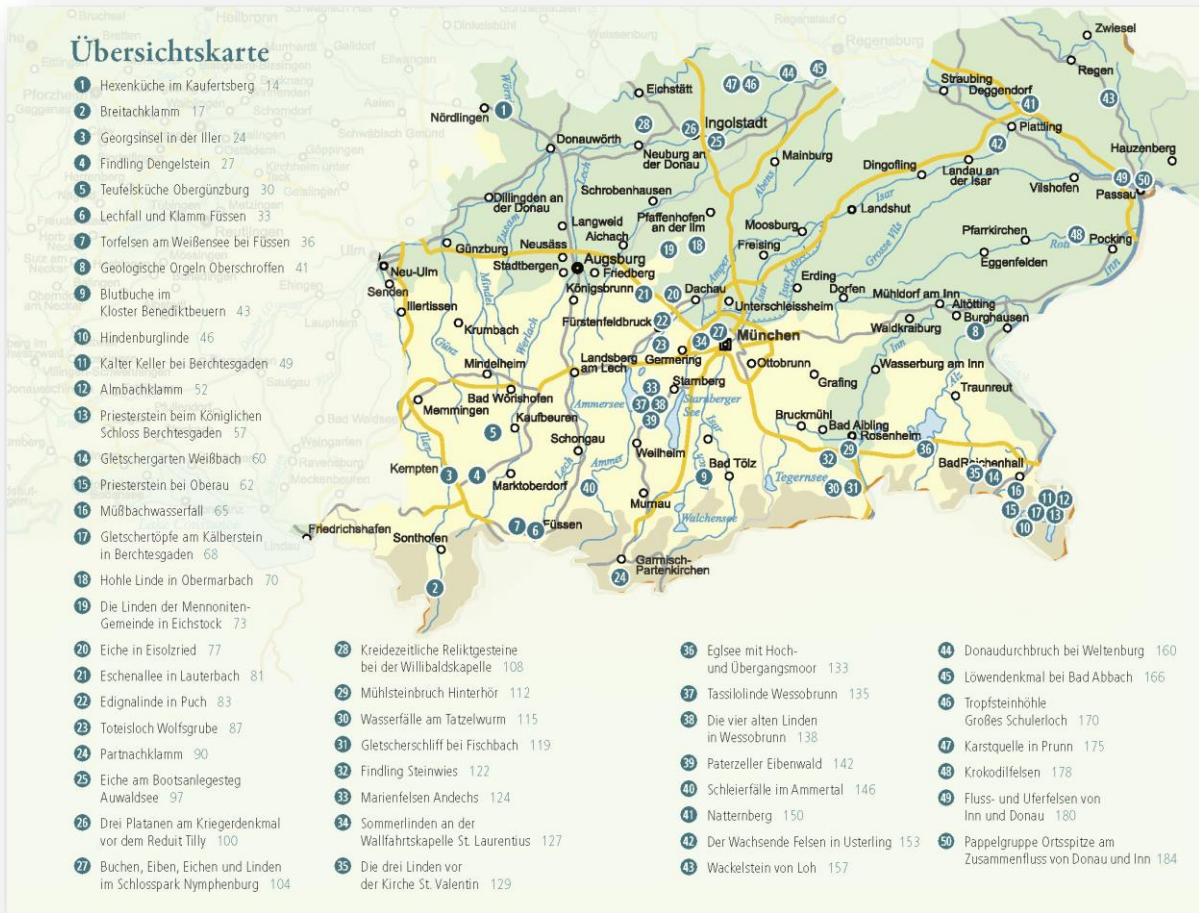 Übersichtskarte
1 Hexenküche im Kaufertsberg 14
2 Breitachklamm 17
3 Georgsinsel in der Iller 24
4 Findling Dengelstein 27
5 Teufelsküche Obergünzburg 30
6 Lechfall und Klamm Füssen 33
7 Torfelsen am Weißensee bei Füssen 36
8 Geologische Orgeln Oberschroffen 41
9 Blutbuche im
Kloster Benediktbeuern 43
10 Hindenburglinde 46
11 Kalter Keller bei Berchtesgaden 49
12 Almbachklamm 52
13 Priesterstein beim Königlichen
Schloss Berchtesgaden 57
14 Gletschergarten Weißbach 60
15 Priesterstein bei Oberau 62
16 Müßbachwasserfall 65
17 Gletschertöpfe am Kälberstein
in Berchtesgaden 68
18 Hohle Linde in Obermarbach 70
19 Die Linden der Mennoniten-
Gemeinde in Eichstock 73
20 Eiche in Eisolzried 77
21 Eschenallee in Lauterbach 81
22 Edignalinde in Puch 83
23 Toteisloch Wolfsgrube 87
24 Partnachklamm 90
25 Eiche am Bootsanlegesteg
Auwaldsee 97
26 Drei Platanen am Kriegerdenkmal
vor dem Reduit Tilly 100
27 Buchen, Eiben, Eichen und Linden
im Schlosspark Nymphenburg 104
28 Kreidezeitliche Reliktgesteine
bei der Willibaldskapelle 108
29 Mühlsteinbruch Hinterhör 112
30 Wasserfälle am Tatzelwurm 115
31 Gletscherschliff bei Fischbach 119
32 Findling Steinwies 122
33 Marienfelsen Andechs 124
34 Sommerlinden an der
Wallfahrtskapelle St. Laurentius 127
35 Die drei Linden vor
der Kirche St. Valentin 129
36 Eglsee mit Hoch-
und Übergangsmoor 133
37 Tassilolinde Wessobrunn 135
38 Die vier alten Linden
in Wessobrunn 138
39 Paterzeller Eibenwald 142
40 Schleierfälle im Ammertal 146
41 Natternberg 150
42 Der Wachsende Felsen in Usterling 153
43 Wackelstein von Loh 157
44 Donaudurchbruch bei Weltenburg 160
45 Löwendenkmal bei Bad Abbach 166
46 Tropfsteinhöhle
Großes Schulerloch 170
47 Karstquelle in Prunn 175
48 Krokodilfelsen 178
49 Fluss- und Uferfelsen von
Inn und Donau 180
50 Pappelgruppe Ortsspitze am
Zusammenfluss von Donau und Inn 184
Zwiesel
Regen
Regensburg
Straubing
Deggendorf
Plattling
Hauzenberg
Eichstätt
Nördlingen
Ingolstadt
Donauwörth
Neuburg an
der Donau
Mainburg
Dingolfing
Landau an
der Isar
Vilshofen
Passau
Schrobenhausen
Dillingden an
der Donau
Langweid
Aichach
Pfaffenhofen
an der Ilm
Moosburg
Landshut
Pfarrkirchen
Pocking
Eggenfelden
Günzburg
Neusäss
Augsburg
Stadtbergen
Friedberg
Freising
Erding
Dorfen
Mühldorf am Inn
Altötting
Burghausen
Ulm
Neu-Ulm
Senden
Illertissen
Königsbrunn
Dachau
Unterschleissheim
Fürstenfeldbruck
Waldkraiburg
Krumbach
München
Germering
Mindelheim
Landsberg
am Lech
Ottobrunn
Wasserburg am Inn
Grafing
Traunreut
Starnberg
Memmingen
Bad Wörishofen
Kaufbeuren
Bruckmühl
Bad Aibling
Rosenheim
Schongau
Weilheim
Kempten
Marktoberdorf
Bad Tölz
BadReichenhall
Murnau
Füssen
Friedrichshafen
Sonthofen
Garmisch-
Partenkirchen
Lindau
Wörnitz
Lech
Zusam
Mindel
Günz
Wertach
Iller
Lech
Ammer
Ammersee
Starnberger
See
Isar
Walchensee
Tegernsee
Amper
Abens
Isar
Isar
Grosse Vils
Rott
Inn
Inn
Alz